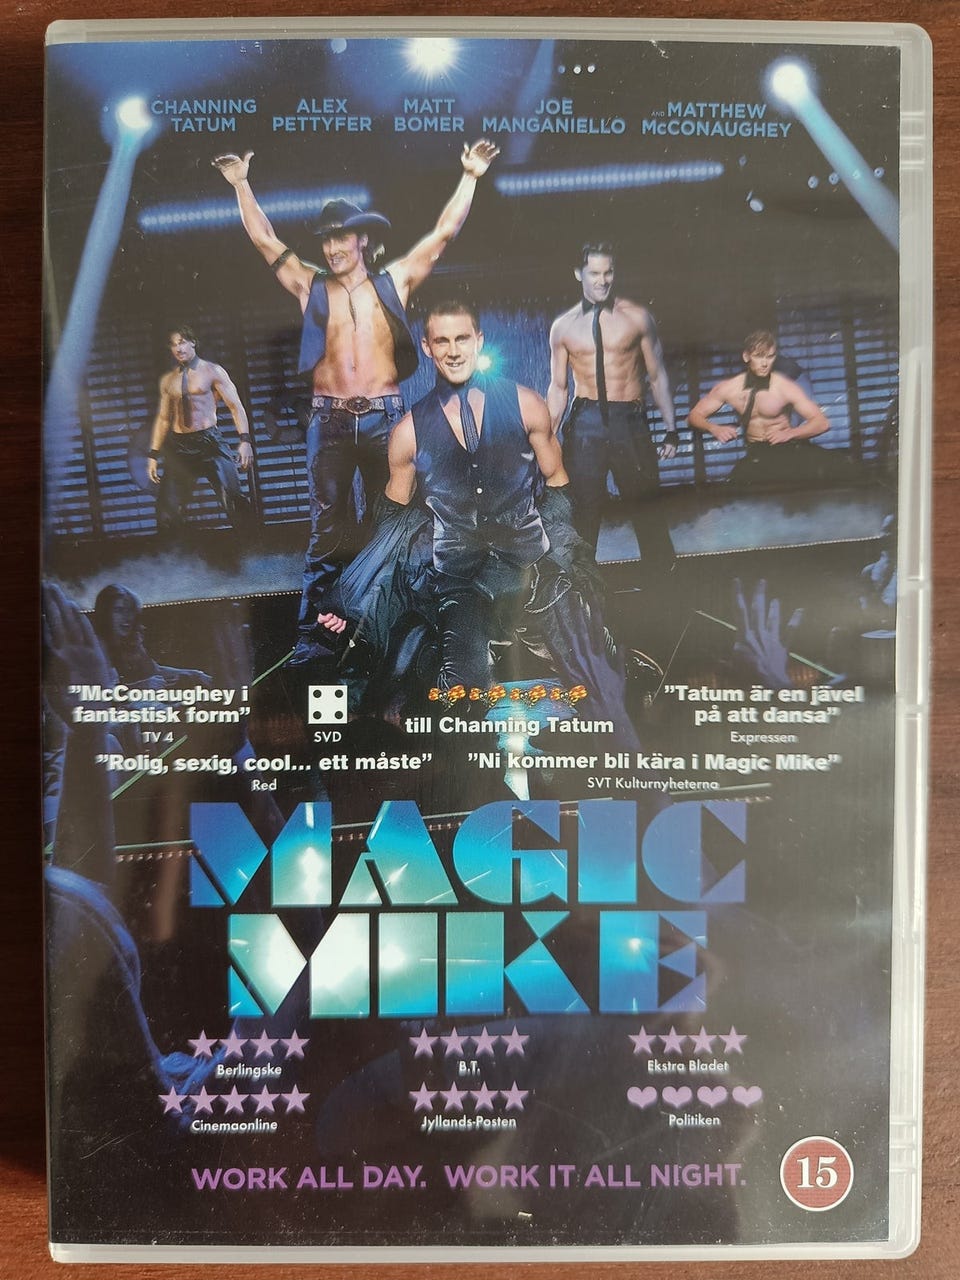 CHANNING TATUM
ALEX PETTYFER
MATT BOMER
JOE MANGANIELLO
AND MATTHEW McCONAUGHEY
”McConaughey i
fantastisk form”
TV 4
SVD
till Channing Tatum
”Tatum är en jävel
på att dansa”
Expressen
”Rolig, sexig, cool... ett måste”
Red
”Ni kommer bli kära i Magic Mike”
SVT Kulturnyheterna
MAGIC
MIKE
Berlingske
B.T.
Ekstra Bladet
Cinemaonline
Jyllands-Posten
Politiken
WORK ALL DAY. WORK IT ALL NIGHT.
15